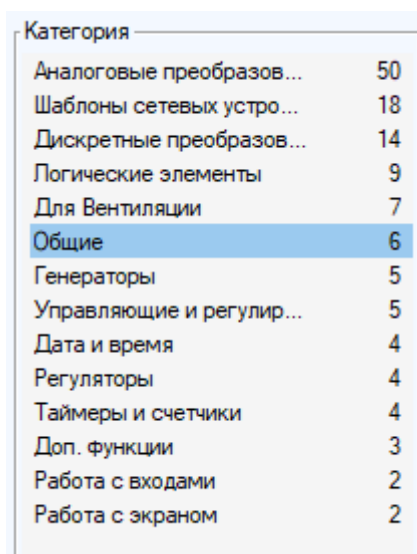 Категория
Аналоговые преобразов... 50
Шаблоны сетевых устро... 18
Дискретные преобразов... 14
Логические элементы 9
Для Вентиляции 7
Общие 6
Генераторы 5
Управляющие и регулир... 5
Дата и время 4
Регуляторы 4
Таймеры и счетчики 4
Доп. функции 3
Работа с входами 2
Работа с экраном 2